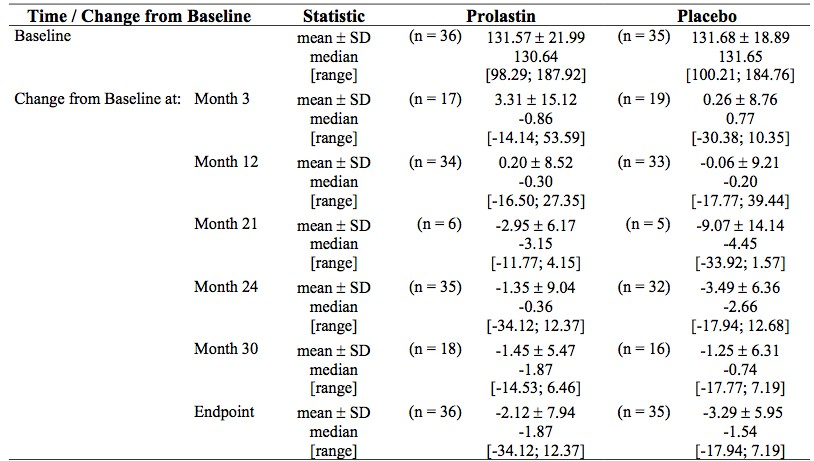 Time / Change from Baseline Statistic Prolastin Placebo
Baseline mean ± SD (n = 36) 131.57 ± 21.99 (n = 35) 131.68 ± 18.89
median 130.64 131.65
[range] [98.29; 187.92] [100.21; 184.76]
Change from Baseline at: Month 3 mean ± SD (n = 17) 3.31 ± 15.12 (n = 19) 0.26 ± 8.76
median -0.86 0.77
[range] [-14.14; 53.59] [-30.38; 10.35]
Month 12 mean ± SD (n = 34) 0.20 ± 8.52 (n = 33) -0.06 ± 9.21
median -0.30 -0.20
[range] [-16.50; 27.35] [-17.77; 39.44]
Month 21 mean ± SD (n = 6) -2.95 ± 6.17 (n = 5) -9.07 ± 14.14
median -3.15 -4.45
[range] [-11.77; 4.15] [-33.92; 1.57]
Month 24 mean ± SD (n = 35) -1.35 ± 9.04 (n = 32) -3.49 ± 6.36
median -0.36 -2.66
[range] [-34.12; 12.37] [-17.94; 12.68]
Month 30 mean ± SD (n = 18) -1.45 ± 5.47 (n = 16) -1.25 ± 6.31
median -1.87 -0.74
[range] [-14.53; 6.46] [-17.77; 7.19]
Endpoint mean ± SD (n = 36) -2.12 ± 7.94 (n = 35) -3.29 ± 5.95
median -1.87 -1.54
[range] [-34.12; 12.37] [-17.94; 7.19]